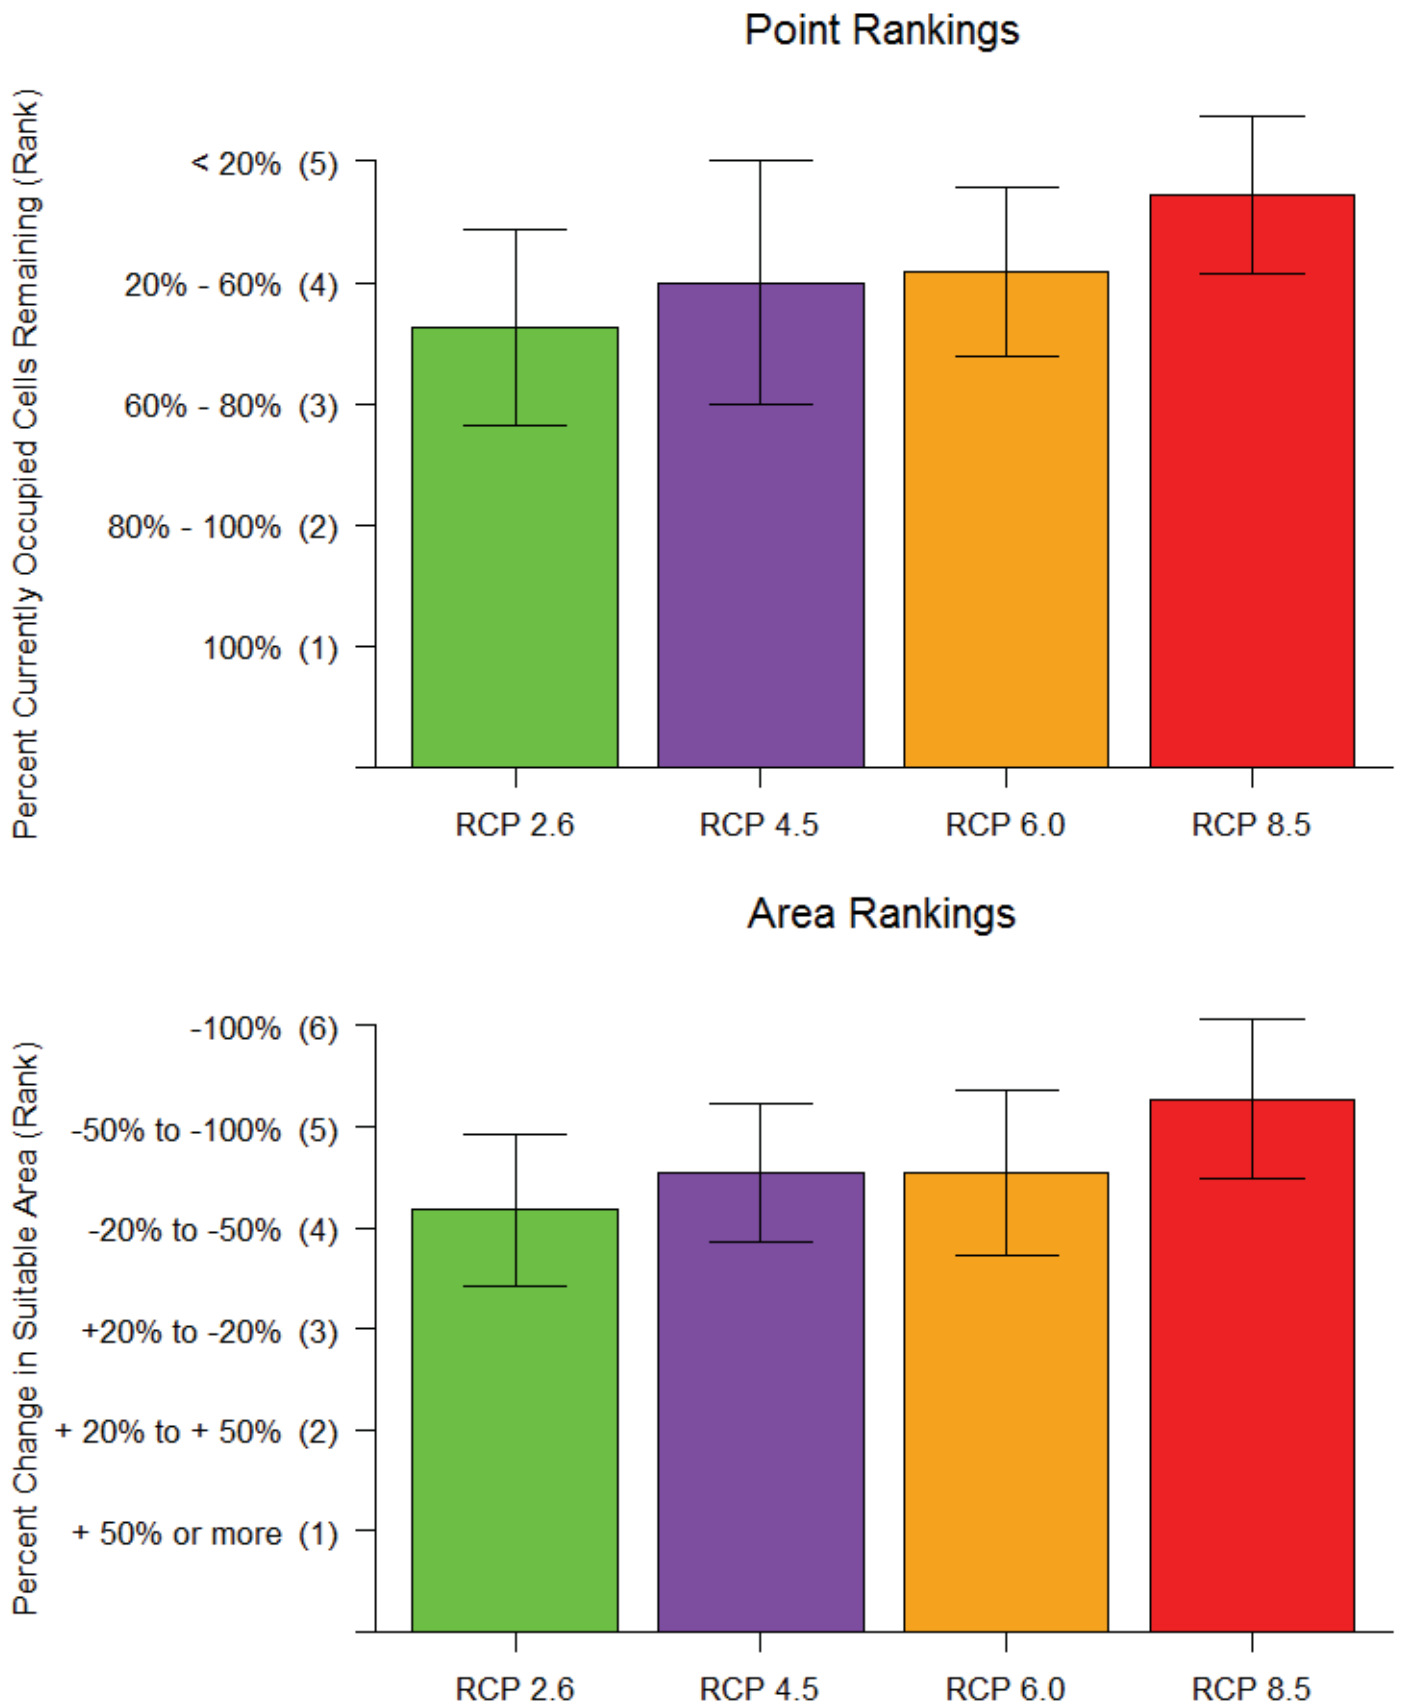 Point Rankings
Percent Currently Occupied Cells Remaining (Rank)
< 20% (5)
20% - 60% (4)
60% - 80% (3)
80% - 100% (2)
100% (1)
RCP 2.6 RCP 4.5 RCP 6.0 RCP 8.5
Area Rankings
Percent Change in Suitable Area (Rank)
-100% (6)
-50% to -100% (5)
-20% to -50% (4)
+20% to -20% (3)
+ 20% to + 50% (2)
+ 50% or more (1)
RCP 2.6 RCP 4.5 RCP 6.0 RCP 8.5